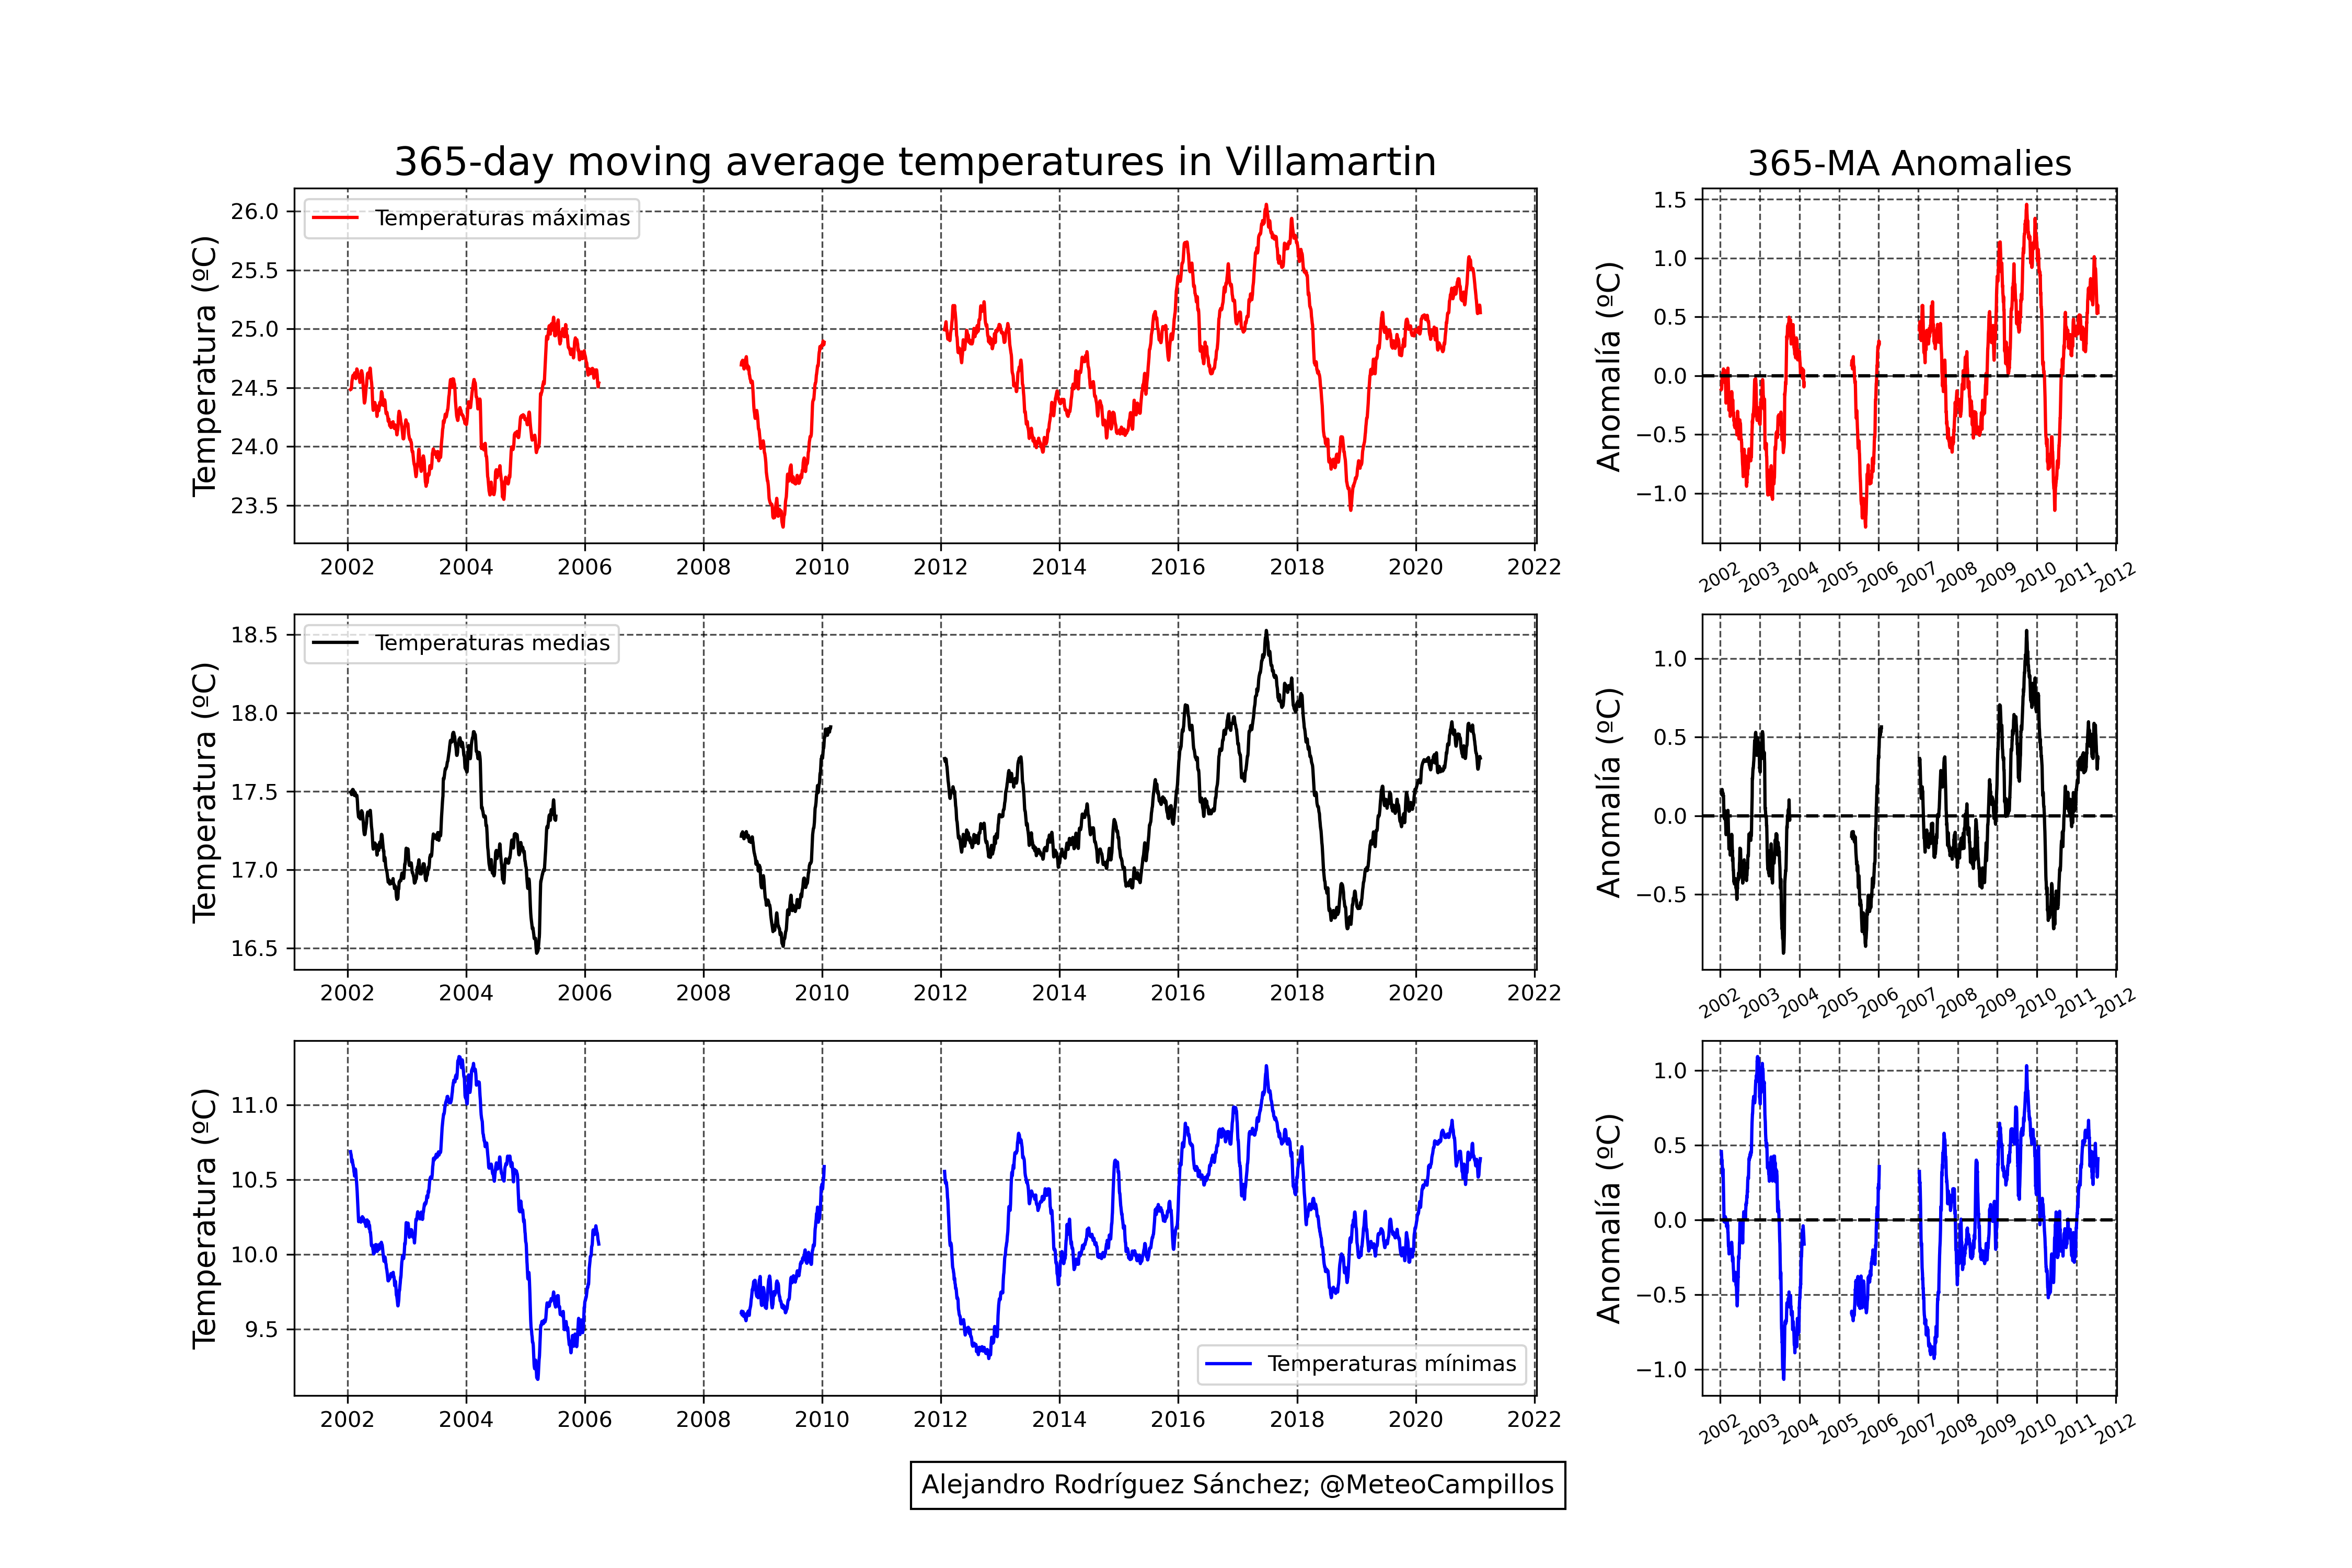 365-day moving average temperatures in Villamartin
365-MA Anomalies
Temperatura (ºC)
26.0
25.5
25.0
24.5
24.0
23.5
Temperaturas máximas
2002 2004 2006 2008 2010 2012 2014 2016 2018 2020 2022
Anomalía (ºC)
1.5
1.0
0.5
0.0
−0.5
−1.0
2002 2003 2004 2005 2006 2007 2008 2009 2010 2011 2012
Temperatura (ºC)
18.5
18.0
17.5
17.0
16.5
Temperaturas medias
2002 2004 2006 2008 2010 2012 2014 2016 2018 2020 2022
Anomalía (ºC)
1.0
0.5
0.0
−0.5
2002 2003 2004 2005 2006 2007 2008 2009 2010 2011 2012
Temperatura (ºC)
11.0
10.5
10.0
9.5
Temperaturas mínimas
2002 2004 2006 2008 2010 2012 2014 2016 2018 2020 2022
Anomalía (ºC)
1.0
0.5
0.0
−0.5
−1.0
2002 2003 2004 2005 2006 2007 2008 2009 2010 2011 2012
Alejandro Rodríguez Sánchez; @MeteoCampillos